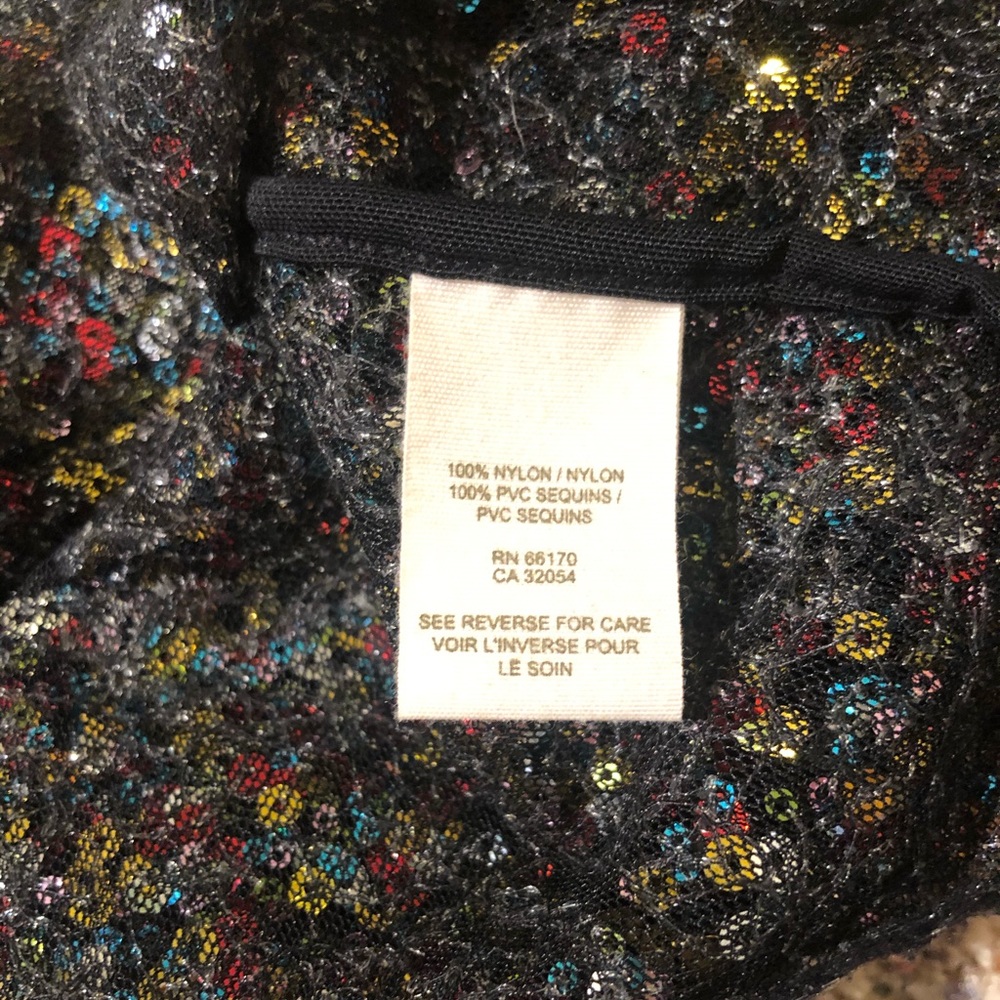 100% NYLON / NYLON
100% PVC SEQUINS /
PVC SEQUINS
RN 66170
CA 32054
SEE REVERSE FOR CARE
VOIR L'INVERSE POUR
LE SOIN